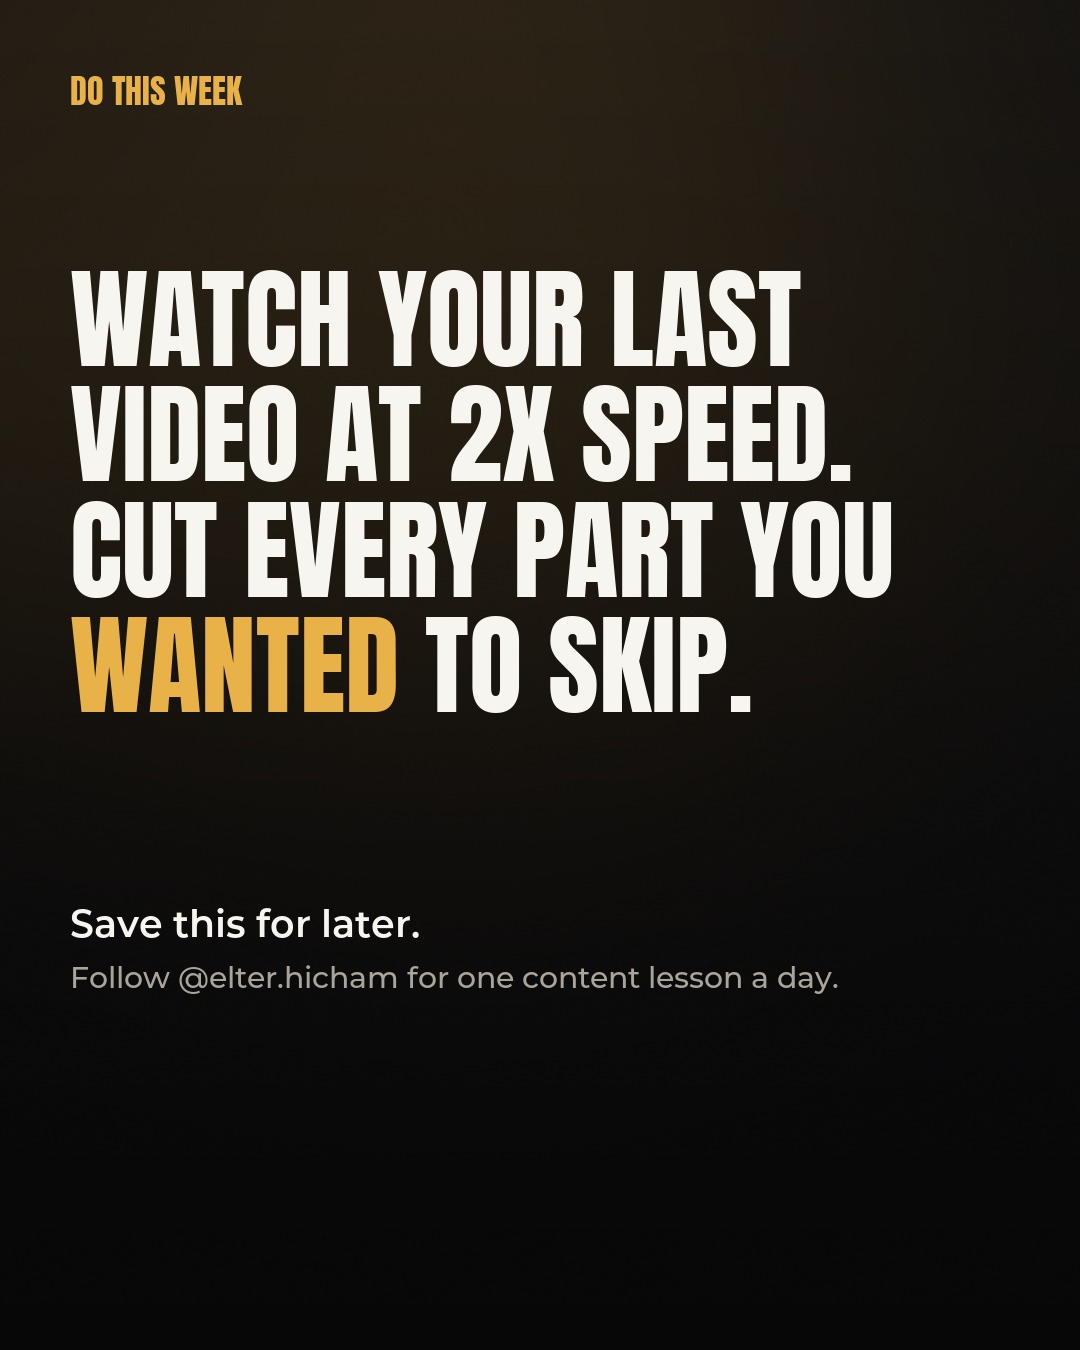 DO THIS WEEK
WATCH YOUR LAST
VIDEO AT 2X SPEED.
CUT EVERY PART YOU
WANTED TO SKIP.
Save this for later.
Follow @elter.hicham for one content lesson a day.